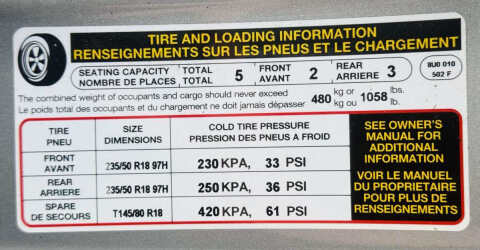 TIRE AND LOADING INFORMATION
RENSEIGNEMENTS SUR LES PNEUS ET LE CHARGEMENT
SEATING CAPACITY TOTAL 5 FRONT 2 REAR 3
NOMBRE DE PLACES TOTAL AVANT ARRIERE
8U0 010
502 F
The combined weight of occupants and cargo should never exceed 480 kg or 1058 lbs.
Le poids total des occupants et du chargement ne doit jamais dépasser kg ou lb.
TIRE SIZE COLD TIRE PRESSURE
PNEU DIMENSIONS PRESSION DES PNEUS A FROID
FRONT
AVANT 235/50 R18 97H 230 KPA, 33 PSI
REAR
ARRIERE 235/50 R18 97H 250 KPA, 36 PSI
SPARE
DE SECOURS T145/80 R18 420 KPA, 61 PSI
SEE OWNER'S
MANUAL FOR
ADDITIONAL
INFORMATION
VOIR LE MANUEL
DU PROPRIETAIRE
POUR PLUS DE
RENSEIGNEMENTS